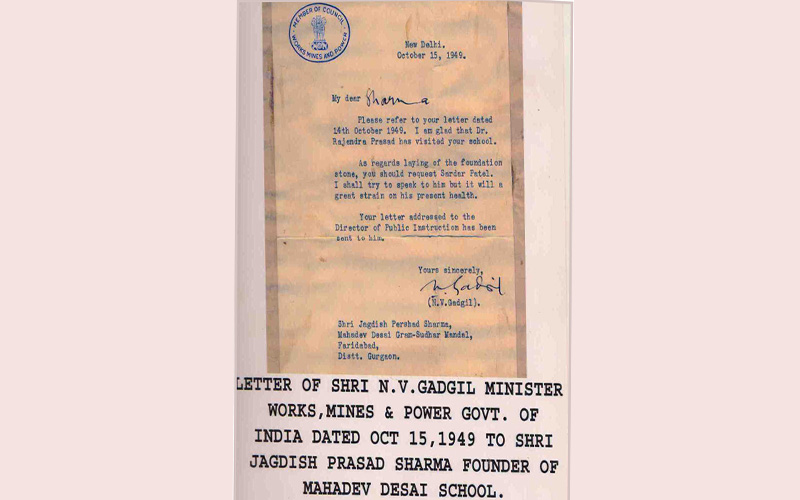 MEMBER OF COUNCIL
WORKS MINES AND POWER
New Delhi.
October 15, 1949.
My dear Sharma
Please refer to your letter dated
14th October 1949. I am glad that Dr.
Rajendra Prasad has visited your school.
As regards laying of the foundation
stone, you should request Sardar Patel.
I shall try to speak to him but it will a
great strain on his present health.
Your letter addressed to the
Director of Public Instruction has been
sent to him.
Yours sincerely,
N. Gadgil
(N.V.Gadgil).
Shri Jagdish Pershad Sharma,
Mahadev Desai Gram-Sudhar Mandal,
Faridabad,
Distt. Gurgaon.
LETTER OF SHRI N.V.GADGIL MINISTER
WORKS,MINES & POWER GOVT. OF
INDIA DATED OCT 15,1949 TO SHRI
JAGDISH PRASAD SHARMA FOUNDER OF
MAHADEV DESAI SCHOOL.